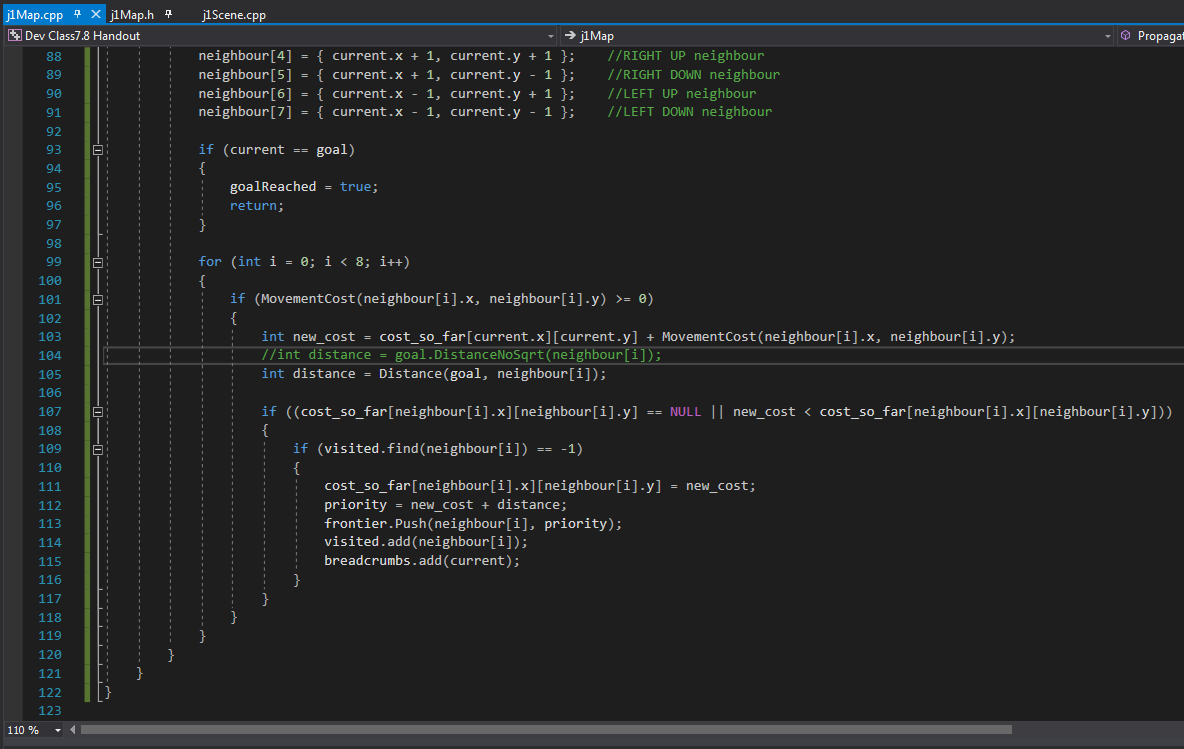 j1Map.cpp j1Map.h j1Scene.cpp
Dev Class7.8 Handout j1Map Propagat
88 neighbour[4] = { current.x + 1, current.y + 1 }; //RIGHT UP neighbour
89 neighbour[5] = { current.x + 1, current.y - 1 }; //RIGHT DOWN neighbour
90 neighbour[6] = { current.x - 1, current.y + 1 }; //LEFT UP neighbour
91 neighbour[7] = { current.x - 1, current.y - 1 }; //LEFT DOWN neighbour
92
93 if (current == goal)
94 {
95 goalReached = true;
96 return;
97 }
98
99 for (int i = 0; i < 8; i++)
100 {
101 if (MovementCost(neighbour[i].x, neighbour[i].y) >= 0)
102 {
103 int new_cost = cost_so_far[current.x][current.y] + MovementCost(neighbour[i].x, neighbour[i].y);
104 //int distance = goal.DistanceNoSqrt(neighbour[i]);
105 int distance = Distance(goal, neighbour[i]);
106
107 if ((cost_so_far[neighbour[i].x][neighbour[i].y] == NULL || new_cost < cost_so_far[neighbour[i].x][neighbour[i].y]))
108 {
109 if (visited.find(neighbour[i]) == -1)
110 {
111 cost_so_far[neighbour[i].x][neighbour[i].y] = new_cost;
112 priority = new_cost + distance;
113 frontier.Push(neighbour[i], priority);
114 visited.add(neighbour[i]);
115 breadcrumbs.add(current);
116 }
117 }
118 }
119 }
120 }
121 }
122 }
123
110 %